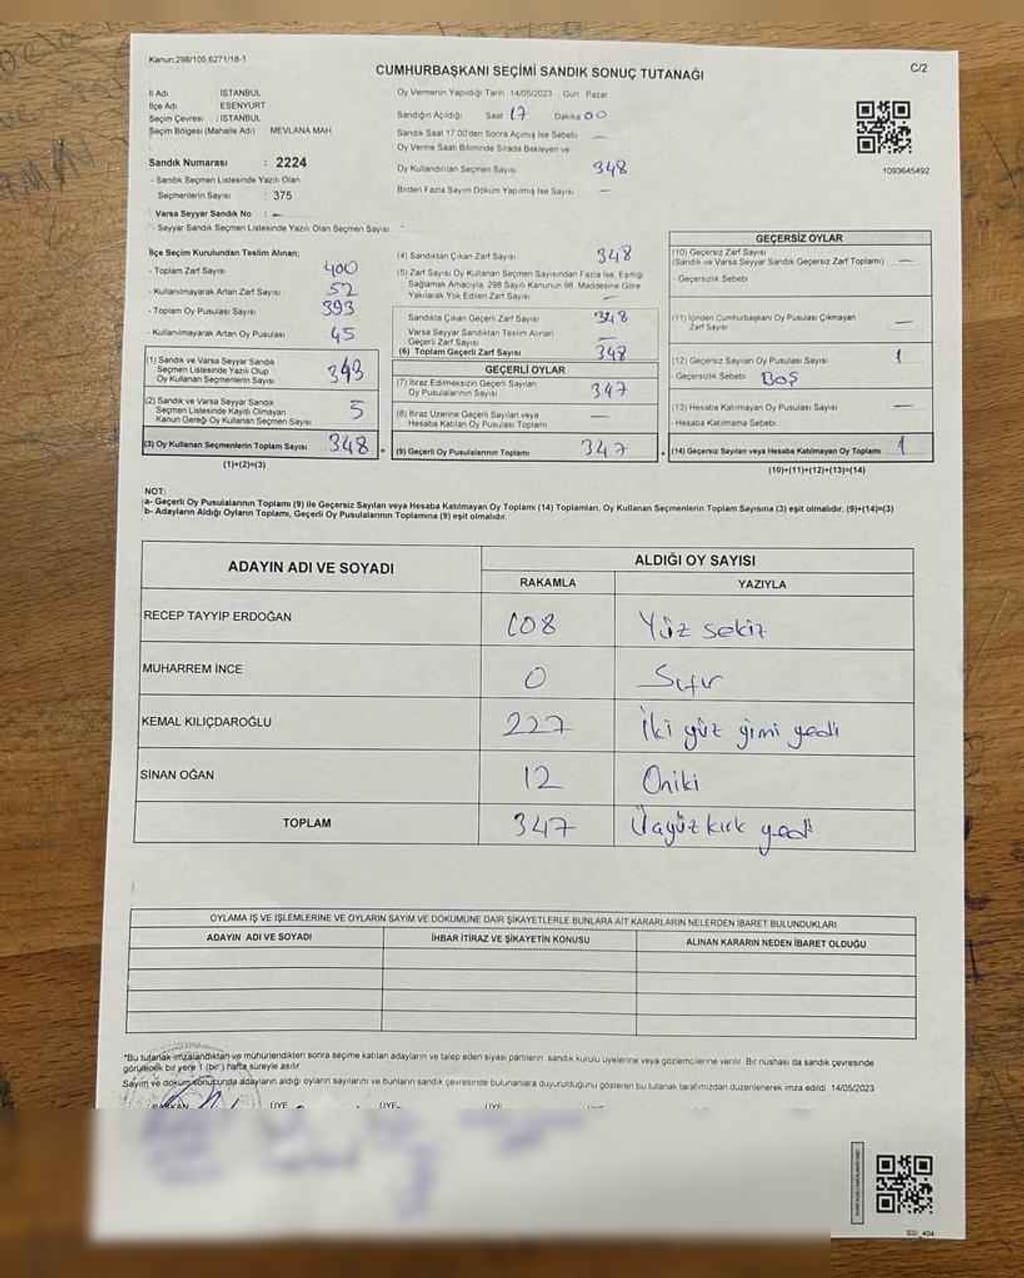 Kanun:298/105,6271/18-1
CUMHURBAŞKANI SEÇİMİ SANDIK SONUÇ TUTANAĞI
C/2
İl Adı : İSTANBUL
İlçe Adı : ESENYURT
Seçim Çevresi : İSTANBUL
Seçim Bölgesi (Mahalle Adı) MEVLANA MAH
Sandık Numarası : 2224
- Sandık Seçmen Listesinde Yazılı Olan
Seçmenlerin Sayısı : 375
Varsa Seyyar Sandık No : —
- Seyyar Sandık Seçmen Listesinde Yazılı Olan Seçmen Sayısı
Oy Vermenin Yapıldığı Tarih 14/05/2023 Gün Pazar
Sandığın Açıldığı Saat 17 Dakika 00
Sandık Saat 17.00'den Sonra Açılmış İse Sebebi —
Oy Verme Saati Bitiminde Sırada Bekleyen ve
Oy Kullandırılan Seçmen Sayısı 348
Birden Fazla Sayım Döküm Yapılmış İse Sayısı —
1093645492
İlçe Seçim Kurulundan Teslim Alınan;
- Toplam Zarf Sayısı 400
- Kullanılmayarak Artan Zarf Sayısı 52
- Toplam Oy Pusulası Sayısı 393
- Kullanılmayarak Artan Oy Pusulası 45
(1) Sandık ve Varsa Seyyar Sandık
Seçmen Listesinde Yazılı Olup
Oy Kullanan Seçmenlerin Sayısı 343
(2) Sandık ve Varsa Seyyar Sandık
Seçmen Listesinde Kayıtlı Olmayan
Kanun Gereği Oy Kullanan Seçmen Sayısı 5
(3) Oy Kullanan Seçmenlerin Toplam Sayısı 348
(1)+(2)=(3)
(4) Sandıktan Çıkan Zarf Sayısı 348
(5) Zarf Sayısı Oy Kullanan Seçmen Sayısından Fazla İse, Eşitliği
Sağlamak Amacıyla, 298 Sayılı Kanunun 98. Maddesine Göre
Yakılarak Yok Edilen Zarf Sayısı —
Sandıkta Çıkan Geçerli Zarf Sayısı 348
Varsa Seyyar Sandıktan Teslim Alınan
Geçerli Zarf Sayısı —
(6) Toplam Geçerli Zarf Sayısı 348
GEÇERLİ OYLAR
(7) İtiraz Edilmeksizin Geçerli Sayılan
Oy Pusulalarının Sayısı 347
(8) İtiraz Üzerine Geçerli Sayılan veya
Hesaba Katılan Oy Pusulası Toplamı —
(9) Geçerli Oy Pusulalarının Toplamı 347
GEÇERSİZ OYLAR
(10) Geçersiz Zarf Sayısı
(Sandık ve Varsa Seyyar Sandık Geçersiz Zarf Toplamı) —
- Geçersizlik Sebebi
(11) İçinden Cumhurbaşkanı Oy Pusulası Çıkmayan
Zarf Sayısı —
(12) Geçersiz Sayılan Oy Pusulası Sayısı 1
- Geçersizlik Sebebi BOŞ
(13) Hesaba Katılmayan Oy Pusulası Sayısı —
- Hesaba Katılmama Sebebi
(14) Geçersiz Sayılan veya Hesaba Katılmayan Oy Toplamı 1
(10)+(11)+(12)+(13)=(14)
NOT:
a- Geçerli Oy Pusulalarının Toplamı (9) ile Geçersiz Sayılan veya Hesaba Katılmayan Oy Toplamı (14) Toplamları, Oy Kullanan Seçmenlerin Toplam Sayısına (3) eşit olmalıdır. (9)+(14)=(3)
b- Adayların Aldığı Oyların Toplamı, Geçerli Oy Pusulalarının Toplamına (9) eşit olmalıdır.
ADAYIN ADI VE SOYADI
ALDIĞI OY SAYISI
RAKAMLA YAZIYLA
RECEP TAYYİP ERDOĞAN 108 Yüz sekiz
MUHARREM İNCE 0 Sıfır
KEMAL KILIÇDAROĞLU 227 İki yüz yimi yedi
SİNAN OĞAN 12 Oniki
TOPLAM 347 Üçyüz kırk yedi
OYLAMA İŞ VE İŞLEMLERİNE VE OYLARIN SAYIM VE DÖKÜMÜNE DAİR ŞİKAYETLERLE BUNLARA AİT KARARLARIN NELERDEN İBARET BULUNDUKLARI
ADAYIN ADI VE SOYADI İHBAR İTİRAZ VE ŞİKAYETİN KONUSU ALINAN KARARIN NEDEN İBARET OLDUĞU
*Bu tutanak imzalandıktan ve mühürlendikten sonra seçime katılan adayların ve talep eden siyasi partilerin sandık kurulu üyelerine veya gözlemcilerine verilir. Bir nüshası da sandık çevresinde
görülecek bir yere 1 (bir) hafta süreyle asılır.
Sayım ve döküm sonucunda adayların aldığı oyların sayılarını ve bunların sandık çevresinde bulunanlara duyurulduğunu gösteren bu tutanak tarafımızdan düzenlenerek imza edildi. 14/05/2023
BAŞKAN ÜYE ÜYE ÜYE ÜYE